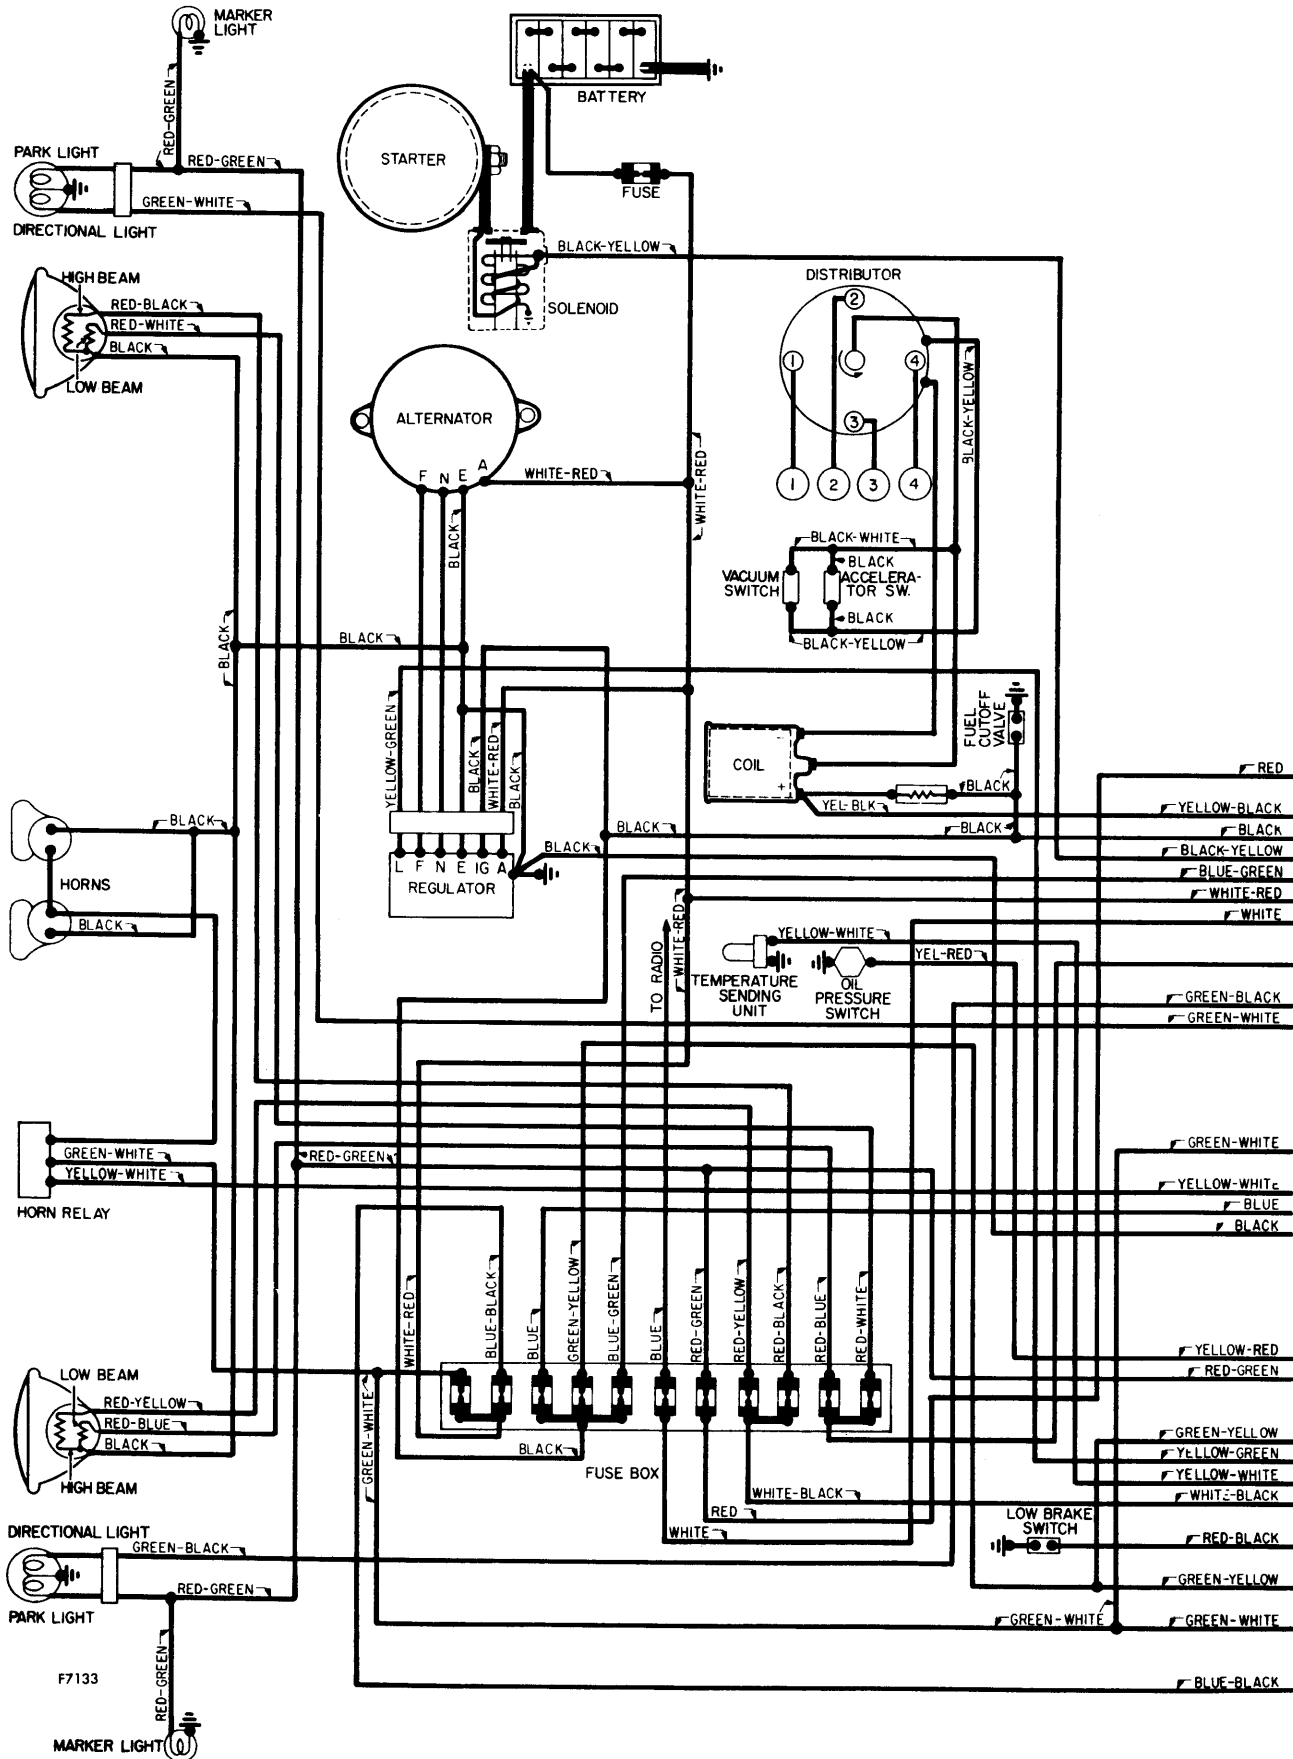 MARKER
LIGHT
RED-GREEN
PARK LIGHT
RED-GREEN
GREEN-WHITE
DIRECTIONAL LIGHT
BATTERY
STARTER
FUSE
BLACK-YELLOW
SOLENOID
HIGH BEAM
RED-BLACK
RED-WHITE
BLACK
LOW BEAM
DISTRIBUTOR
2
1
4
3
BLACK-YELLOW
1
2
3
4
ALTERNATOR
F
N
E
A
WHITE-RED
WHITE-RED
BLACK
BLACK-WHITE
BLACK
VACUUM
SWITCH
ACCELERA-
TOR SW.
BLACK
BLACK-YELLOW
BLACK
BLACK
YELLOW-GREEN
BLACK
WHITE-RED
BLACK
COIL
-
+
FUEL
CUTOFF
VALVE
BLACK
YEL-BLK
BLACK
BLACK
BLACK
L F N E IG A
REGULATOR
BLACK
HORNS
BLACK
RED
YELLOW-BLACK
BLACK
BLACK-YELLOW
BLUE-GREEN
WHITE-RED
WHITE
WHITE-RED
TO RADIO
YELLOW-WHITE
YEL-RED
TEMPERATURE
SENDING
UNIT
OIL
PRESSURE
SWITCH
GREEN-BLACK
GREEN-WHITE
GREEN-WHITE
YELLOW-WHITE
HORN RELAY
RED-GREEN
GREEN-WHITE
YELLOW-WHITE
BLUE
BLACK
WHITE-RED
BLUE-BLACK
BLUE
GREEN-YELLOW
BLUE-GREEN
BLUE
RED-GREEN
RED-YELLOW
RED-BLACK
RED-BLUE
RED-WHITE
YELLOW-RED
RED-GREEN
LOW BEAM
RED-YELLOW
RED-BLUE
BLACK
HIGH BEAM
GREEN-WHITE
BLACK
FUSE BOX
WHITE-BLACK
RED
WHITE
GREEN-YELLOW
YELLOW-GREEN
YELLOW-WHITE
WHITE-BLACK
LOW BRAKE
SWITCH
RED-BLACK
DIRECTIONAL LIGHT
GREEN-BLACK
RED-GREEN
PARK LIGHT
GREEN-YELLOW
GREEN-WHITE
GREEN-WHITE
F7133
RED-GREEN
BLUE-BLACK
MARKER LIGHT